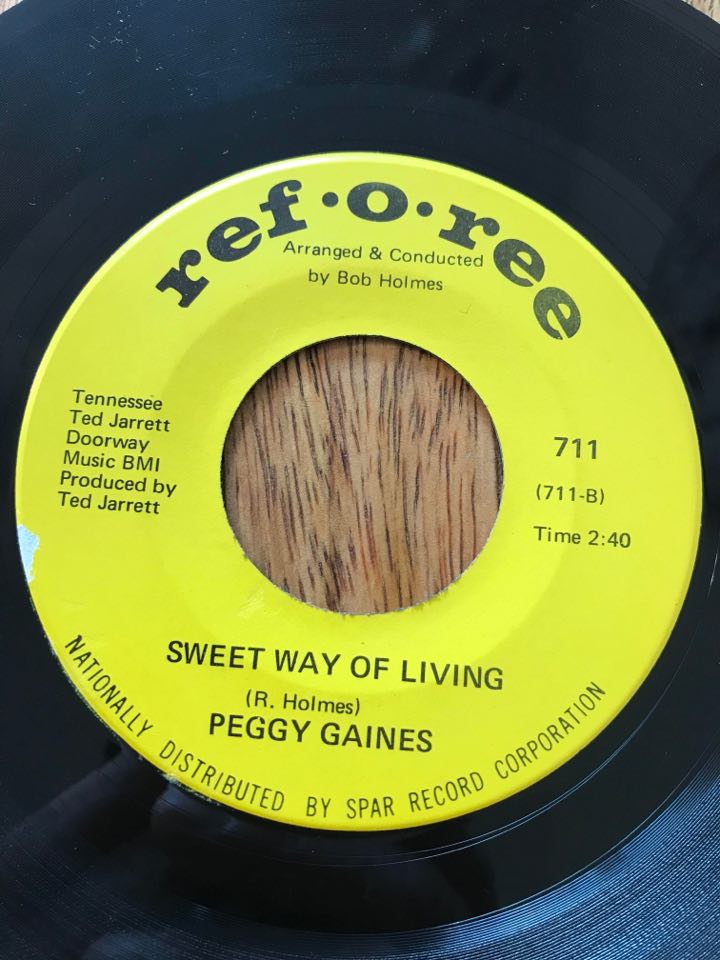 ref·o·ree
Arranged & Conducted
by Bob Holmes
Tennessee
Ted Jarrett
Doorway
Music BMI
Produced by
Ted Jarrett
711
(711-B)
Time 2:40
SWEET WAY OF LIVING
(R. Holmes)
PEGGY GAINES
NATIONALLY DISTRIBUTED BY SPAR RECORD CORPORATION